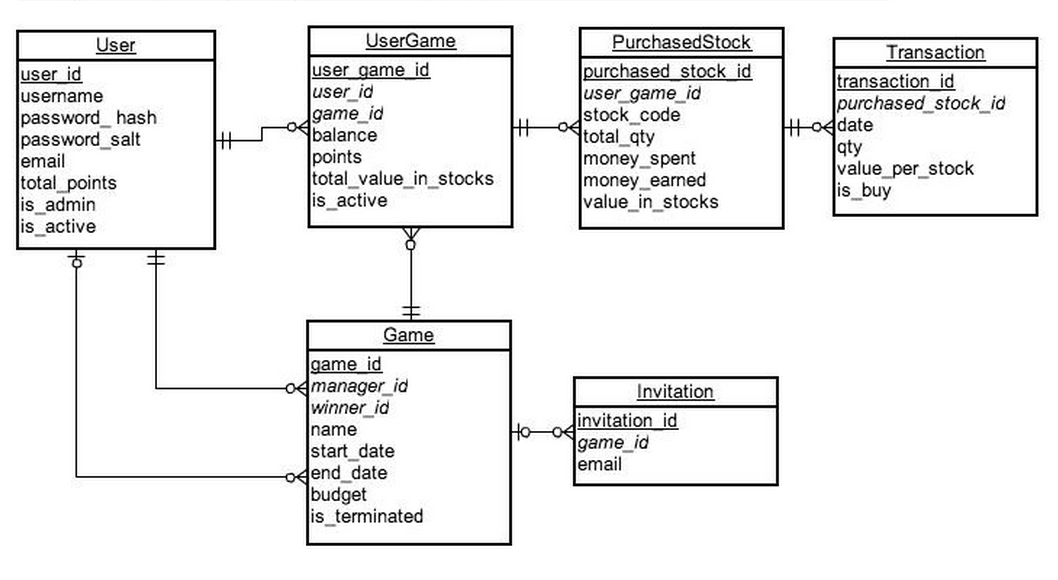 User
user_id
username
password_ hash
password_salt
email
total_points
is_admin
is_active
UserGame
user_game_id
user_id
game_id
balance
points
total_value_in_stocks
is_active
PurchasedStock
purchased_stock_id
user_game_id
stock_code
total_qty
money_spent
money_earned
value_in_stocks
Transaction
transaction_id
purchased_stock_id
date
qty
value_per_stock
is_buy
Game
game_id
manager_id
winner_id
name
start_date
end_date
budget
is_terminated
Invitation
invitation_id
game_id
email